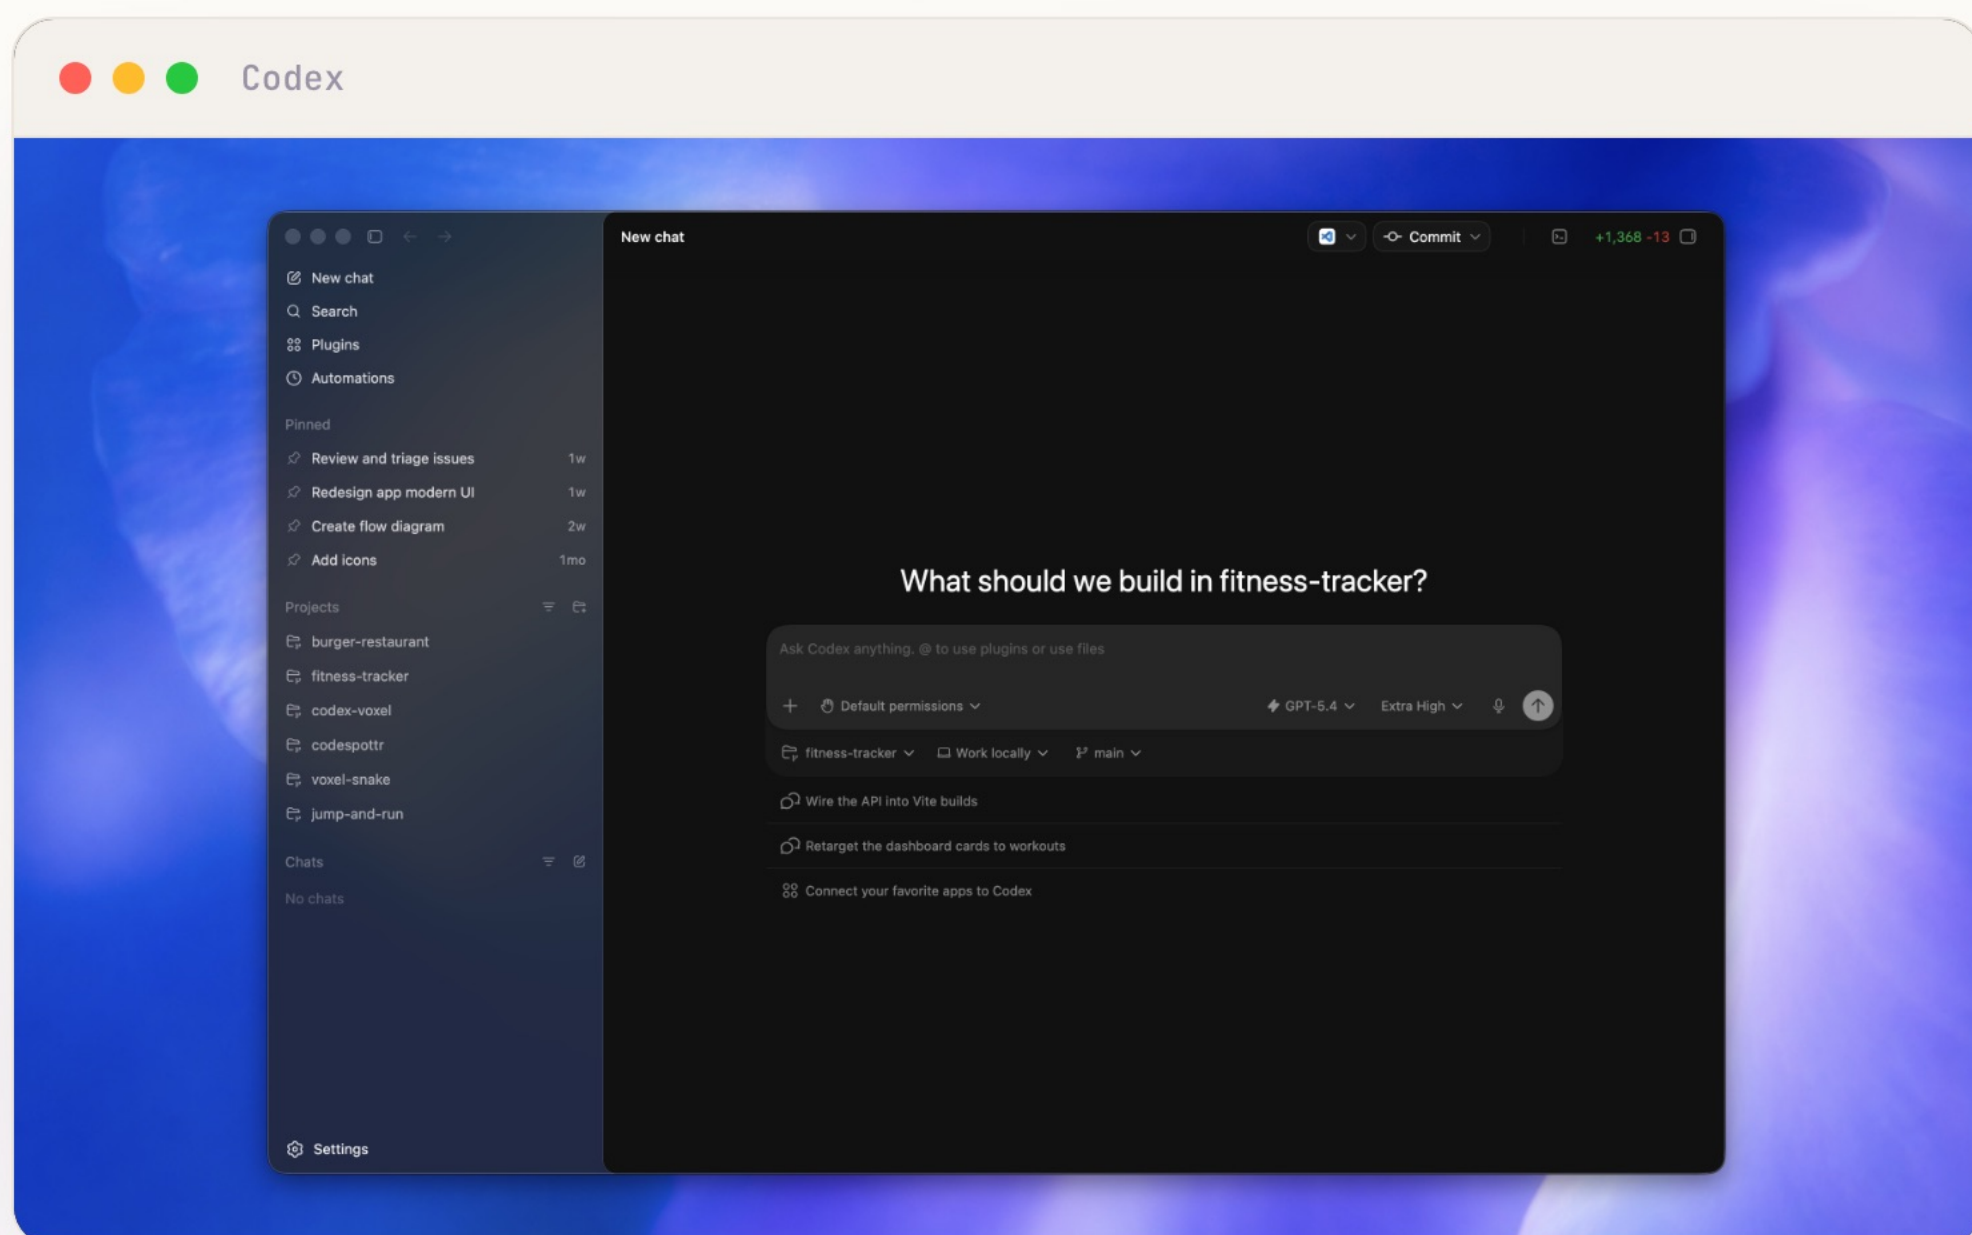 Codex
New chat
Search
Plugins
Automations
Pinned
Review and triage issues 1w
Redesign app modern UI 1w
Create flow diagram 2w
Add icons 1mo
Projects
burger-restaurant
fitness-tracker
codex-voxel
codespottr
voxel-snake
jump-and-run
Chats
No chats
Settings
New chat Commit +1,368 -13
What should we build in fitness-tracker?
Ask Codex anything. @ to use plugins or use files
Default permissions GPT-5.4 Extra High
fitness-tracker Work locally main
Wire the API into Vite builds
Retarget the dashboard cards to workouts
Connect your favorite apps to Codex